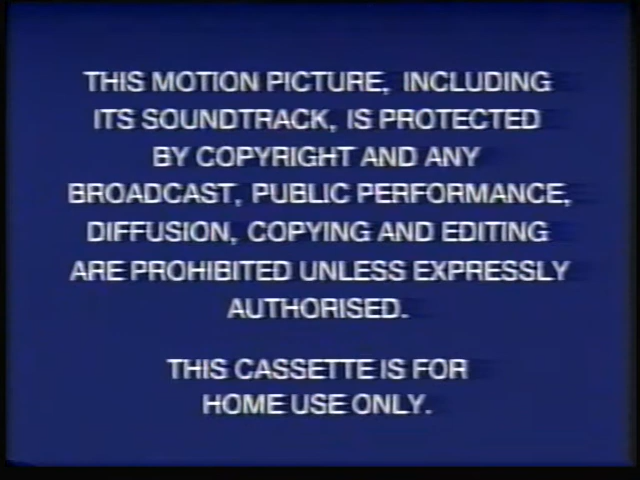 THIS MOTION PICTURE, INCLUDING
ITS SOUNDTRACK, IS PROTECTED
BY COPYRIGHT AND ANY
BROADCAST, PUBLIC PERFORMANCE,
DIFFUSION, COPYING AND EDITING
ARE PROHIBITED UNLESS EXPRESSLY
AUTHORISED.
THIS CASSETTE IS FOR
HOME USE ONLY.